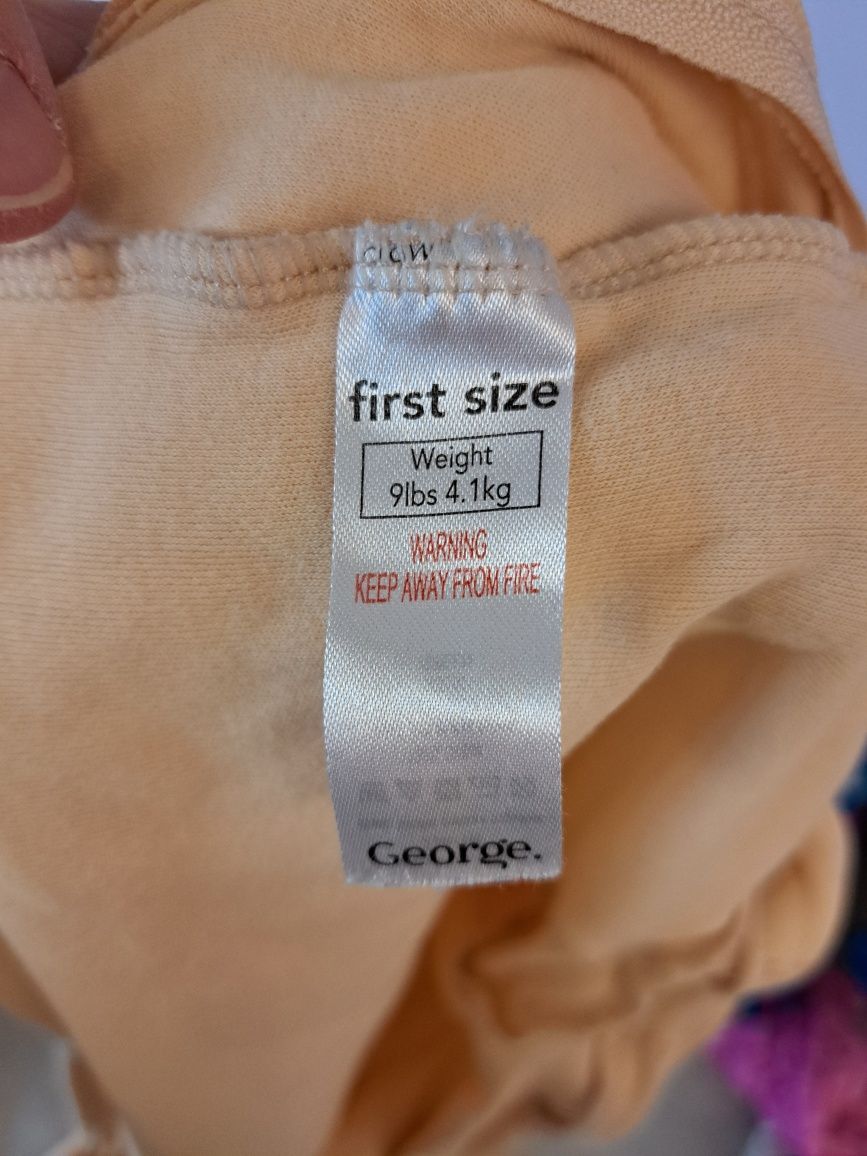 first size
Weight
9lbs 4.1kg
WARNING
KEEP AWAY FROM FIRE
George.